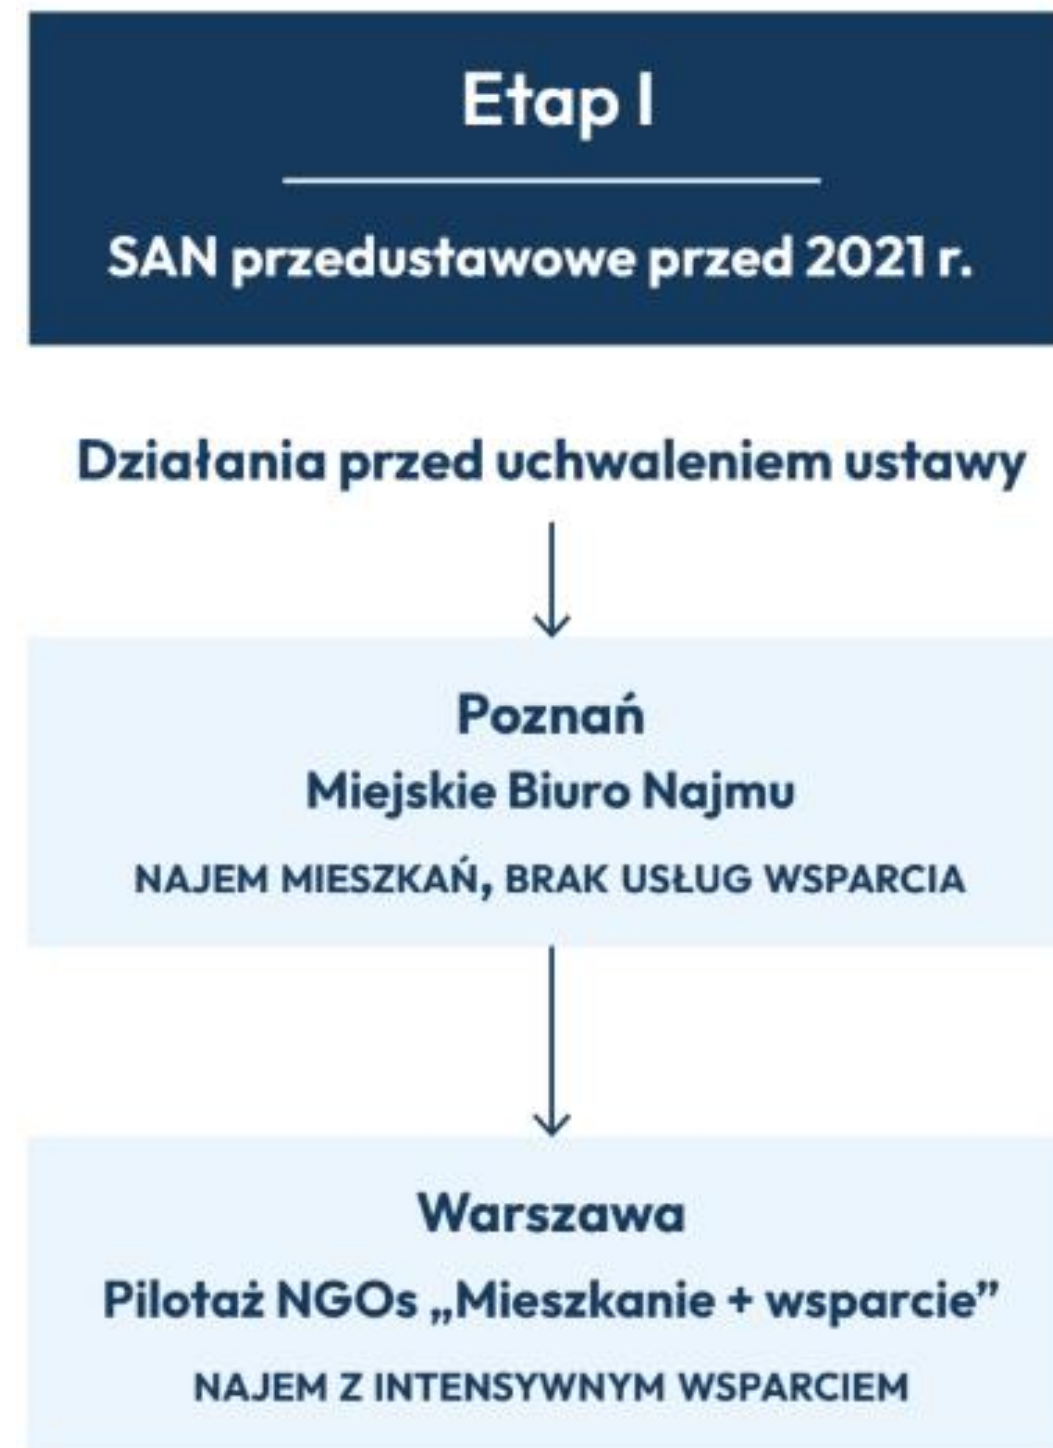 Etap I
SAN przedustawowe przed 2021 r.
Działania przed uchwaleniem ustawy
Poznań
Miejskie Biuro Najmu
NAJEM MIESZKAŃ, BRAK USŁUG WSPARCIA
Warszawa
Pilotaż NGOs „Mieszkanie + wsparcie”
NAJEM Z INTENSYWNYM WSPARCIEM